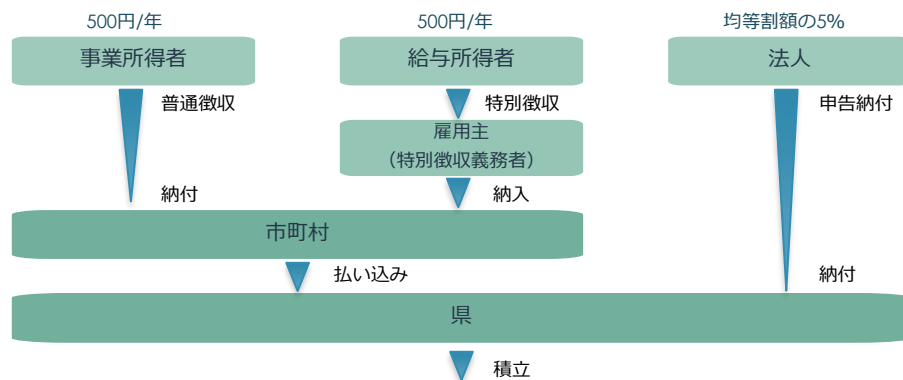 500円/年
500円/年
均等割額の5%
事業所得者
給与所得者
法人
普通徴収
特別徴収
申告納付
雇用主
（特別徴収義務者）
納付
納入
市町村
払い込み
納付
県
積立